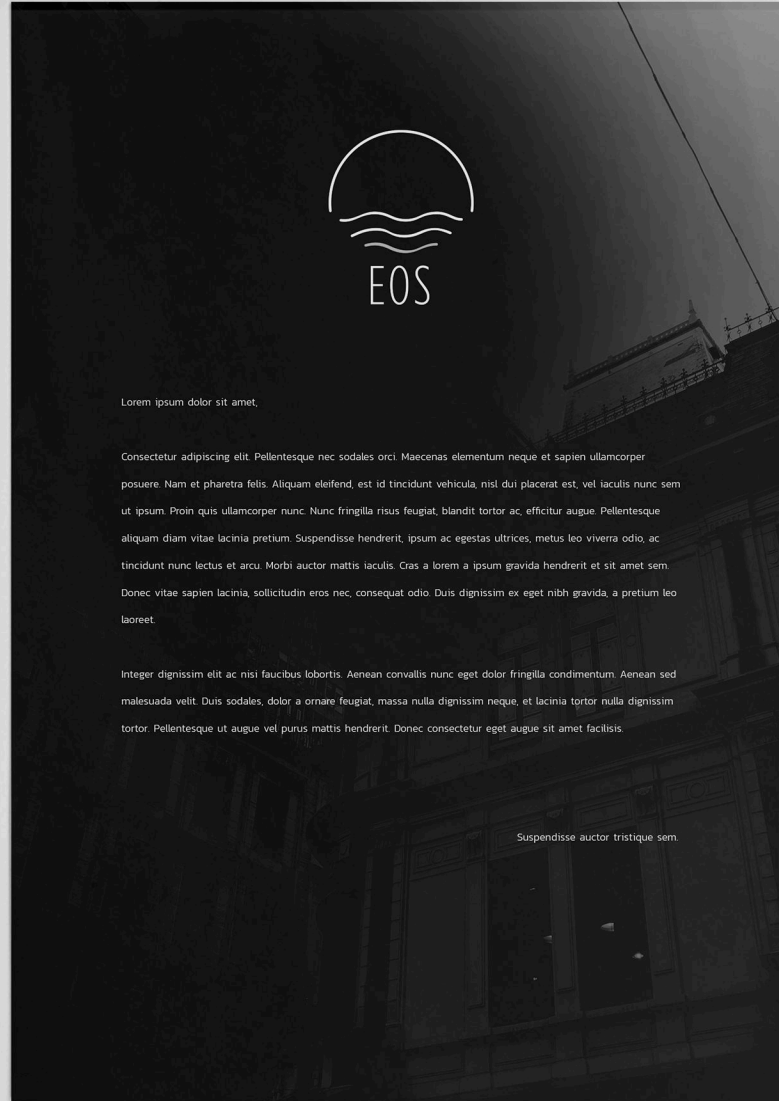 EOS
Lorem ipsum dolor sit amet,
Consectetur adipiscing elit. Pellentesque nec sodales orci. Maecenas elementum neque et sapien ullamcorper
posuere. Nam et pharetra felis. Aliquam eleifend, est id tincidunt vehicula, nisl dui placerat est, vel iaculis nunc sem
ut ipsum. Proin quis ullamcorper nunc. Nunc fringilla risus feugiat, blandit tortor ac, efficitur augue. Pellentesque
aliquam diam vitae lacinia pretium. Suspendisse hendrerit, ipsum ac egestas ultrices, metus leo viverra odio, ac
tincidunt nunc lectus et arcu. Morbi auctor mattis iaculis. Cras a lorem a ipsum gravida hendrerit et sit amet sem.
Donec vitae sapien lacinia, sollicitudin eros nec, consequat odio. Duis dignissim ex eget nibh gravida, a pretium leo
laoreet.
Integer dignissim elit ac nisi faucibus lobortis. Aenean convallis nunc eget dolor fringilla condimentum. Aenean sed
malesuada velit. Duis sodales, dolor a ornare feugiat, massa nulla dignissim neque, et lacinia tortor nulla dignissim
tortor. Pellentesque ut augue vel purus mattis hendrerit. Donec consectetur eget augue sit amet facilisis.
Suspendisse auctor tristique sem.